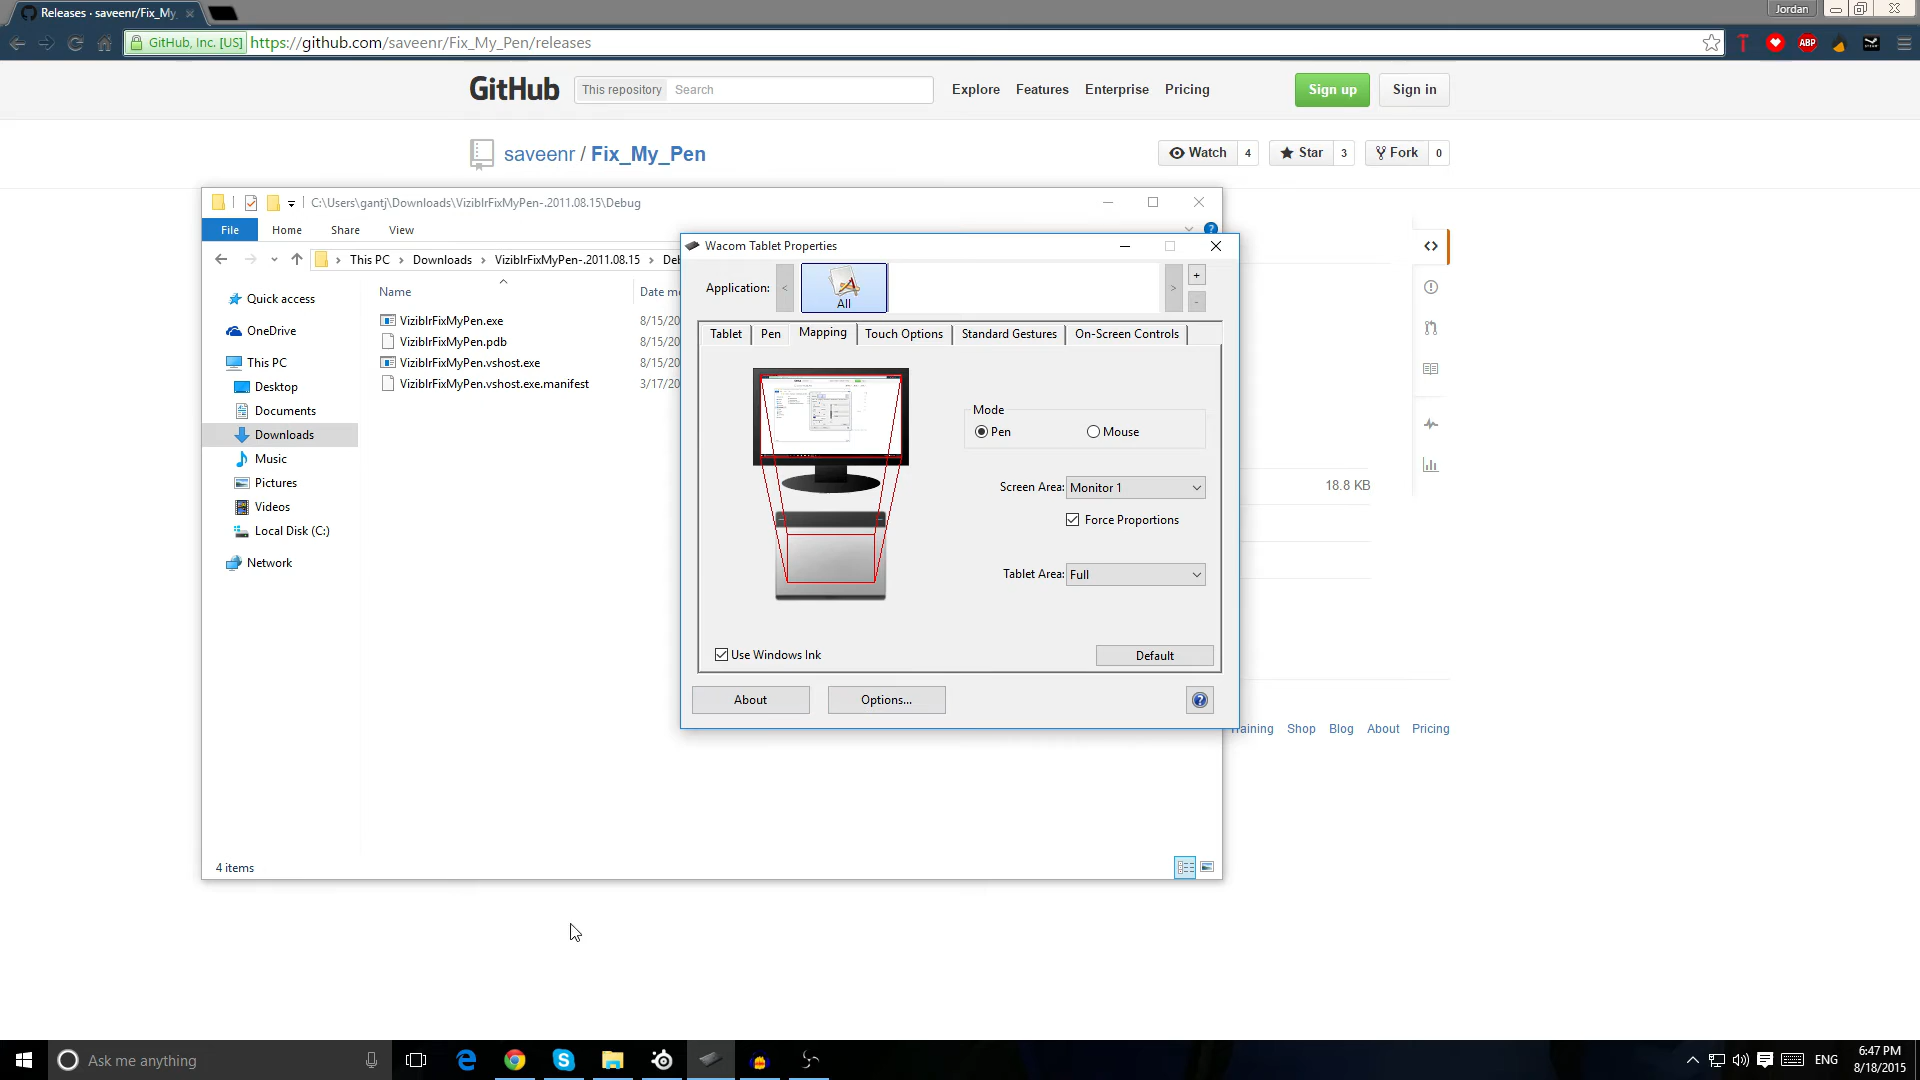 Releases · saveenr/Fix_My_
Jordan
GitHub, Inc. [US]
https://github.com/saveenr/Fix_My_Pen/releases
ABP
GitHub
This repository
Search
Explore
Features
Enterprise
Pricing
Sign up
Sign in
saveenr / Fix_My_Pen
Watch 4
Star 3
Fork 0
C:\Users\gantj\Downloads\ViziblrFixMyPen-.2011.08.15\Debug
File
Home
Share
View
This PC > Downloads > ViziblrFixMyPen-.2011.08.15 > Deb
Quick access
OneDrive
This PC
Desktop
Documents
Downloads
Music
Pictures
Videos
Local Disk (C:)
Network
Name
Date mo
ViziblrFixMyPen.exe 8/15/20
ViziblrFixMyPen.pdb 8/15/20
ViziblrFixMyPen.vshost.exe 8/15/20
ViziblrFixMyPen.vshost.exe.manifest 3/17/20
4 items
Wacom Tablet Properties
Application:
<
All
>
+
-
Tablet
Pen
Mapping
Touch Options
Standard Gestures
On-Screen Controls
Mode
Pen
Mouse
Screen Area: Monitor 1
Force Proportions
Tablet Area: Full
Use Windows Ink
Default
About
Options...
?
18.8 KB
raining
Shop
Blog
About
Pricing
Ask me anything
ENG
6:47 PM
8/18/2015